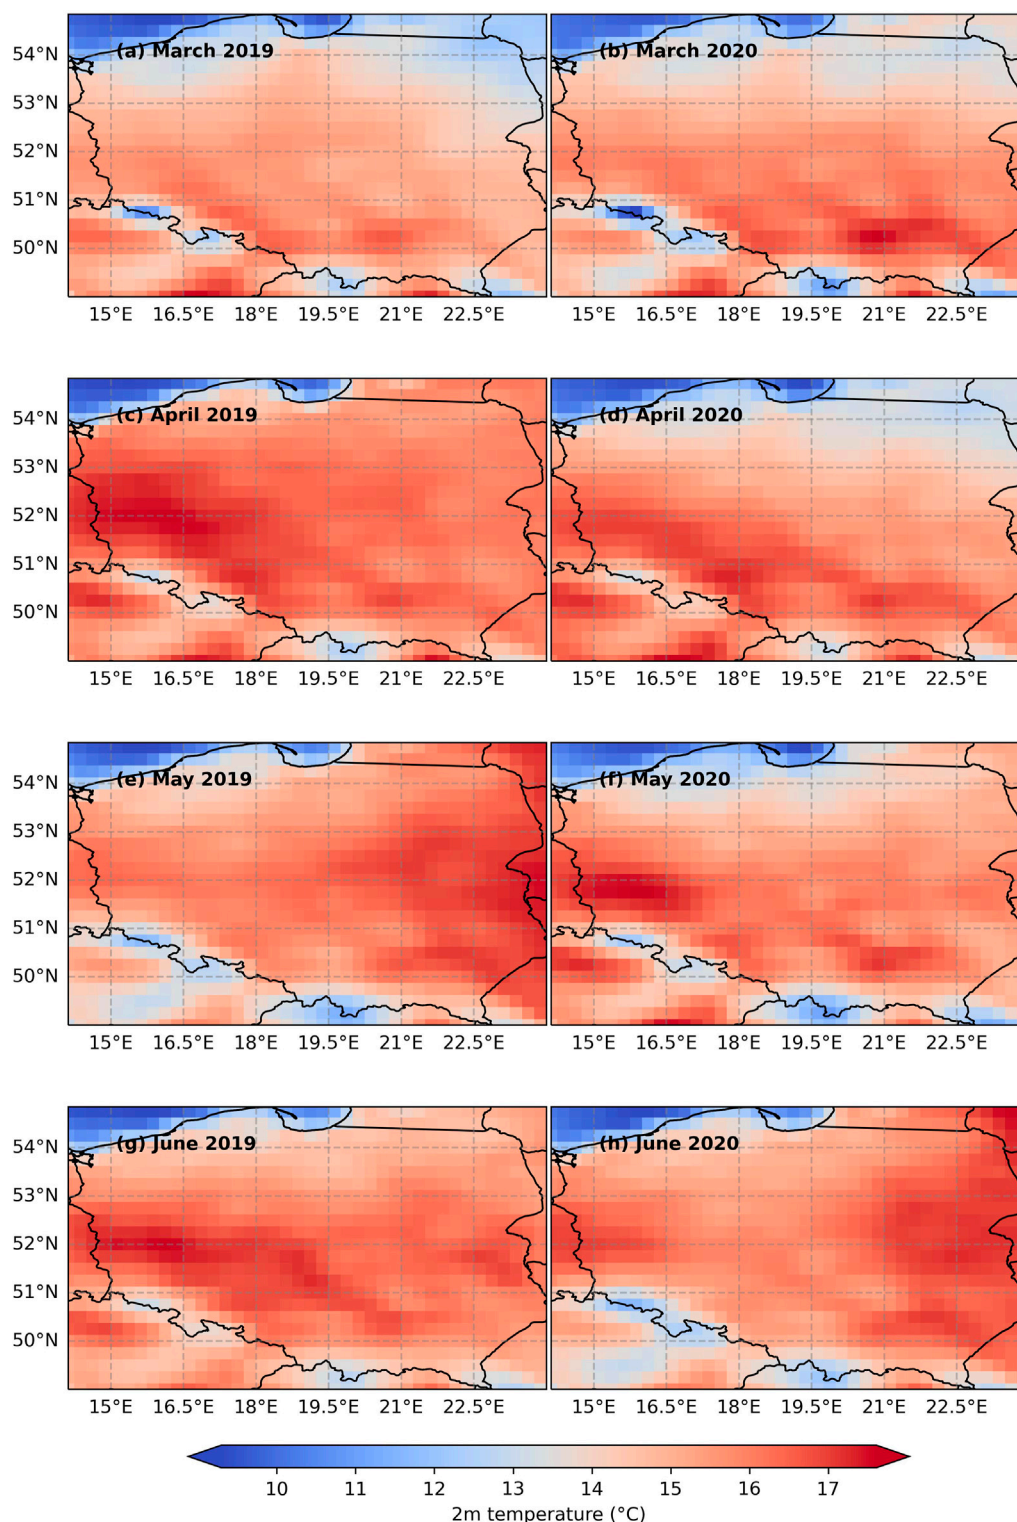 (a) March 2019
(b) March 2020
54°N
53°N
52°N
51°N
50°N
15°E 16.5°E 18°E 19.5°E 21°E 22.5°E
15°E 16.5°E 18°E 19.5°E 21°E 22.5°E
(c) April 2019
(d) April 2020
54°N
53°N
52°N
51°N
50°N
15°E 16.5°E 18°E 19.5°E 21°E 22.5°E
15°E 16.5°E 18°E 19.5°E 21°E 22.5°E
(e) May 2019
(f) May 2020
54°N
53°N
52°N
51°N
50°N
15°E 16.5°E 18°E 19.5°E 21°E 22.5°E
15°E 16.5°E 18°E 19.5°E 21°E 22.5°E
(g) June 2019
(h) June 2020
54°N
53°N
52°N
51°N
50°N
15°E 16.5°E 18°E 19.5°E 21°E 22.5°E
15°E 16.5°E 18°E 19.5°E 21°E 22.5°E
10 11 12 13 14 15 16 17
2m temperature (°C)